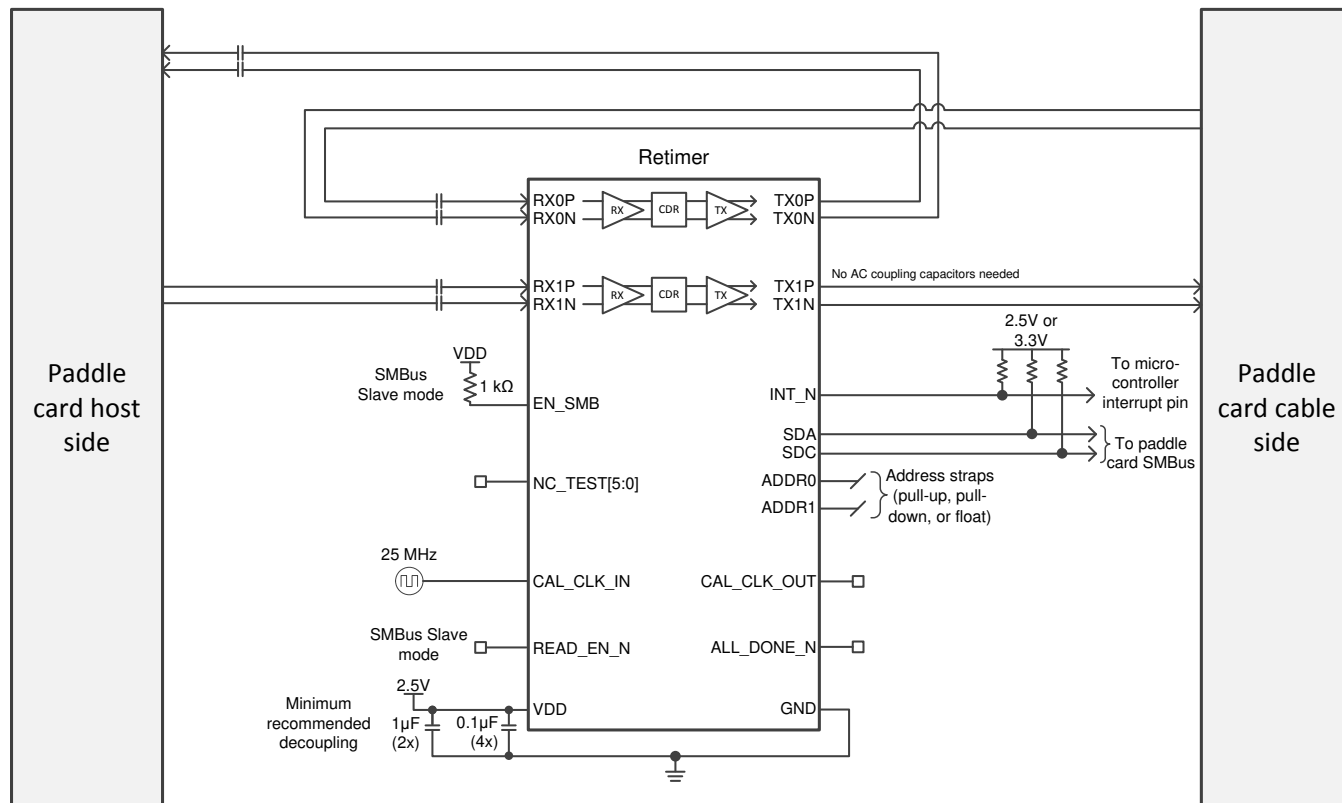 Retimer
RX0P
RX0N
RX
CDR
TX
TX0P
TX0N
No AC coupling capacitors needed
RX1P
RX1N
RX
CDR
TX
TX1P
TX1N
2.5V or
3.3V
Paddle
card host
side
VDD
1 kΩ
SMBus
Slave mode
EN_SMB
INT_N
To micro-
controller
interrupt pin
Paddle
card cable
side
SDA
SDC
To paddle
card SMBus
NC_TEST[5:0]
ADDR0
ADDR1
Address straps
(pull-up, pull-
down, or float)
25 MHz
CAL_CLK_IN
CAL_CLK_OUT
SMBus Slave
mode
READ_EN_N
ALL_DONE_N
2.5V
VDD
GND
Minimum
recommended
decoupling
1μF
(2x)
0.1μF
(4x)